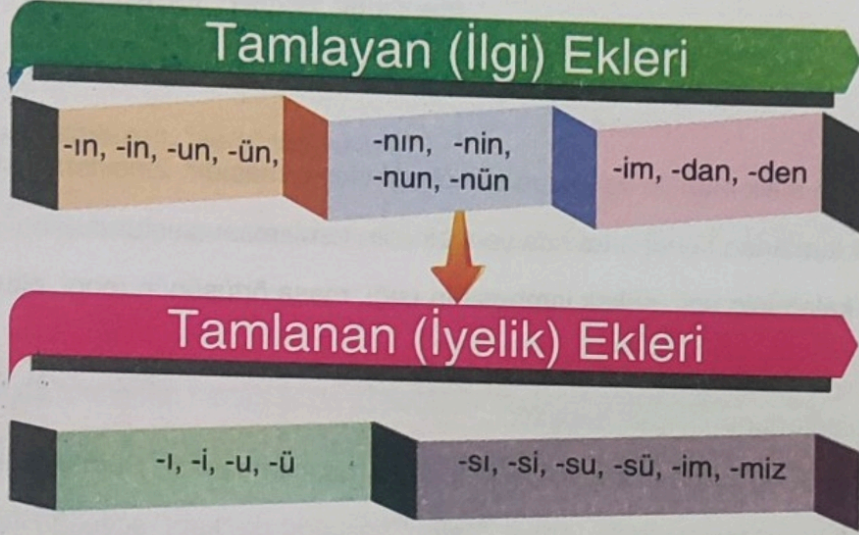 Tamlayan (İlgi) Ekleri
-ın, -in, -un, -ün,
-nın, -nin,
-nun, -nün
-im, -dan, -den
Tamlanan (İyelik) Ekleri
-ı, -i, -u, -ü
-sı, -si, -su, -sü, -im, -miz